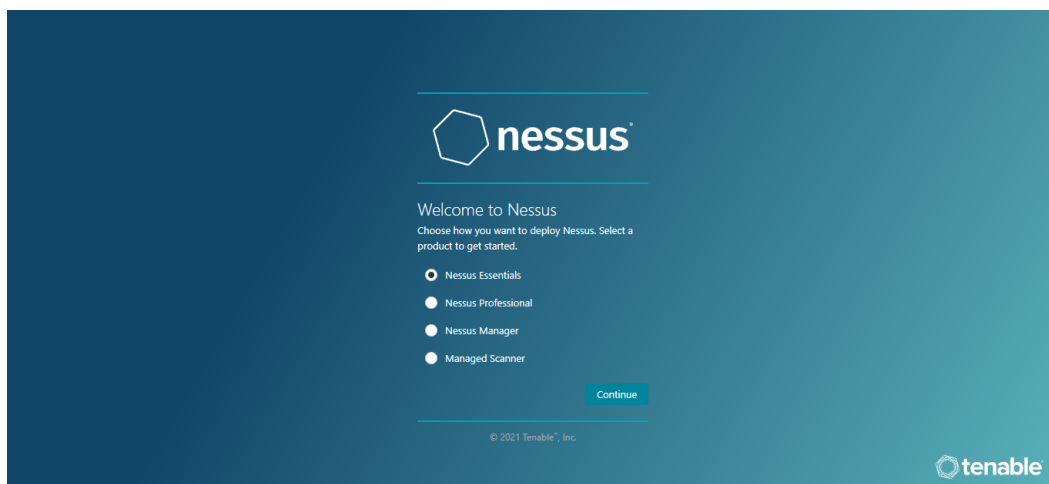 nessus
Welcome to Nessus
Choose how you want to deploy Nessus. Select a
product to get started.
Nessus Essentials
Nessus Professional
Nessus Manager
Managed Scanner
Continue
© 2021 Tenable™, Inc.
tenable